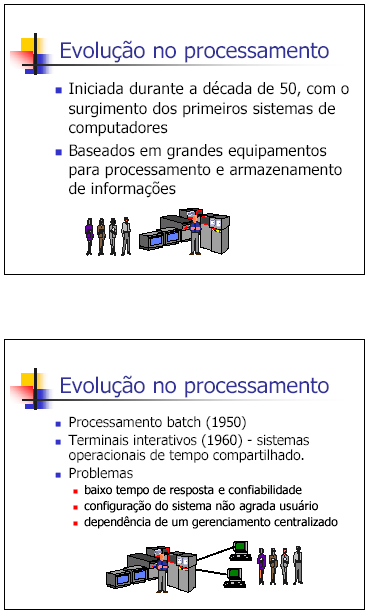 Evolução no processamento
Iniciada durante a década de 50, com o
surgimento dos primeiros sistemas de
computadores
Baseados em grandes equipamentos
para processamento e armazenamento
de informações
Evolução no processamento
Processamento batch (1950)
Terminais interativos (1960) - sistemas
operacionais de tempo compartilhado.
Problemas
baixo tempo de resposta e confiabilidade
configuração do sistema não agrada usuário
dependência de um gerenciamento centralizado